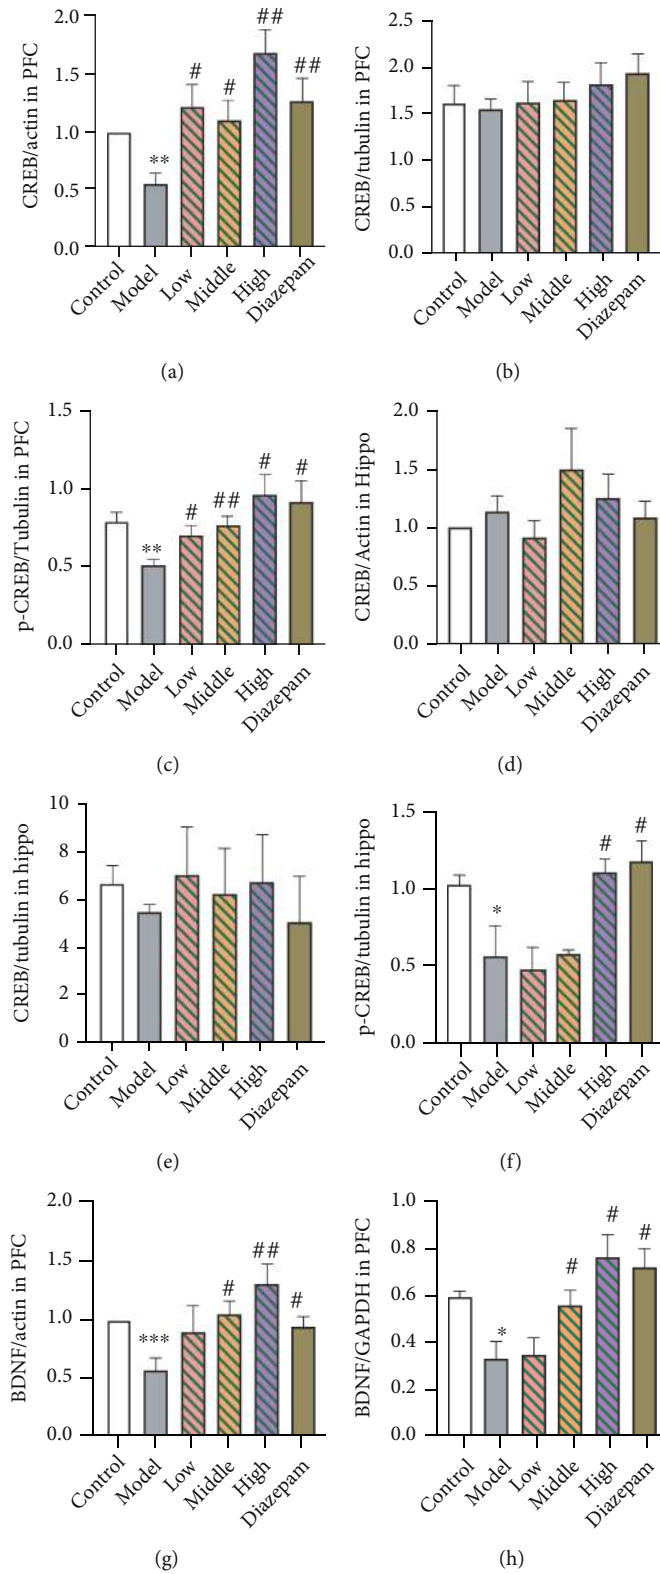 CREB/actin in PFC
2.0
1.5
1.0
0.5
0.0
**
#
#
##
##
Control
Model
Low
Middle
High
Diazepam
(a)
CREB/tubulin in PFC
2.5
2.0
1.5
1.0
0.5
0.0
Control
Model
Low
Middle
High
Diazepam
(b)
p-CREB/Tubulin in PFC
1.5
1.0
0.5
0.0
**
#
##
#
#
Control
Model
Low
Middle
High
Diazepam
(c)
CREB/Actin in Hippo
2.0
1.5
1.0
0.5
0.0
Control
Model
Low
Middle
High
Diazepam
(d)
CREB/tubulin in hippo
10
8
6
4
2
0
Control
Model
Low
Middle
High
Diazepam
(e)
p-CREB/tubulin in hippo
1.5
1.0
0.5
0.0
*
#
#
Control
Model
Low
Middle
High
Diazepam
(f)
BDNF/actin in PFC
2.0
1.5
1.0
0.5
0.0
***
#
##
#
Control
Model
Low
Middle
High
Diazepam
(g)
BDNF/GAPDH in PFC
1.0
0.8
0.6
0.4
0.2
0.0
*
#
#
#
Control
Model
Low
Middle
High
Diazepam
(h)